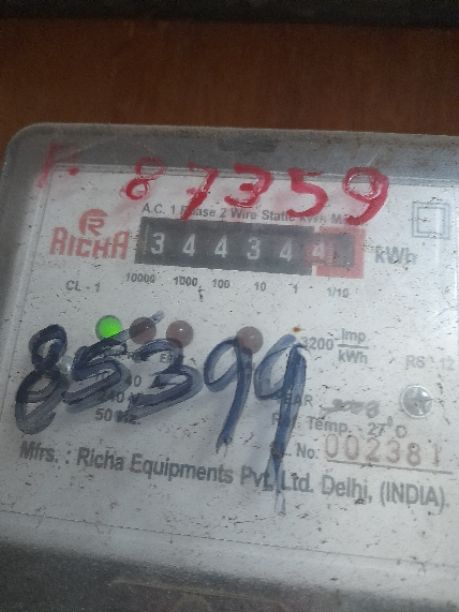 87359
A.C. 1 Phase 2 Wire Static kWh M
R
RICHA 344344 kWh
CL - 1 10000 1000 100 10 1 1/10
3200 Imp/kWh
85399
RS
240 V
50 Hz.
YEAR
Ref. Temp. - 27°C
No. 002381
Mfrs. : Richa Equipments Pvt. Ltd. Delhi, (INDIA)